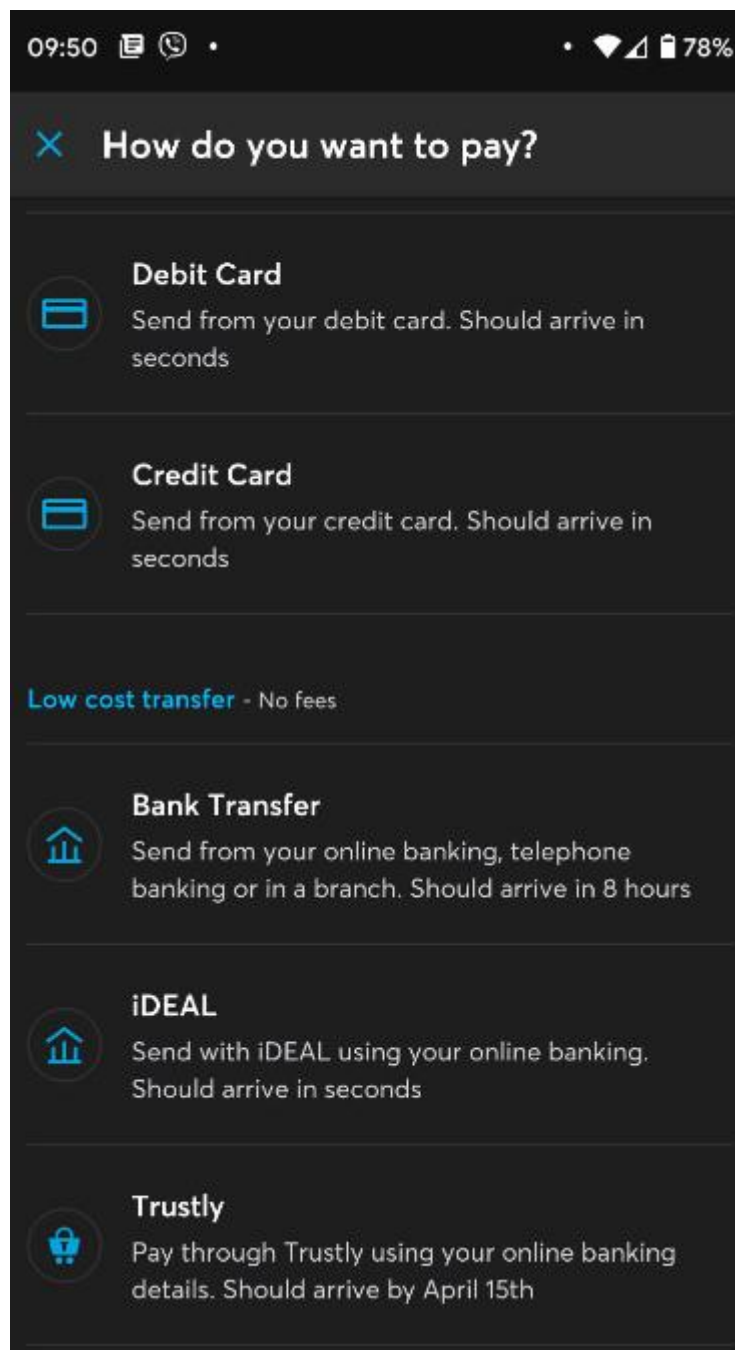 09:50 78%
How do you want to pay?
Debit Card
Send from your debit card. Should arrive in
seconds
Credit Card
Send from your credit card. Should arrive in
seconds
Low cost transfer - No fees
Bank Transfer
Send from your online banking, telephone
banking or in a branch. Should arrive in 8 hours
iDEAL
Send with iDEAL using your online banking.
Should arrive in seconds
Trustly
Pay through Trustly using your online banking
details. Should arrive by April 15th